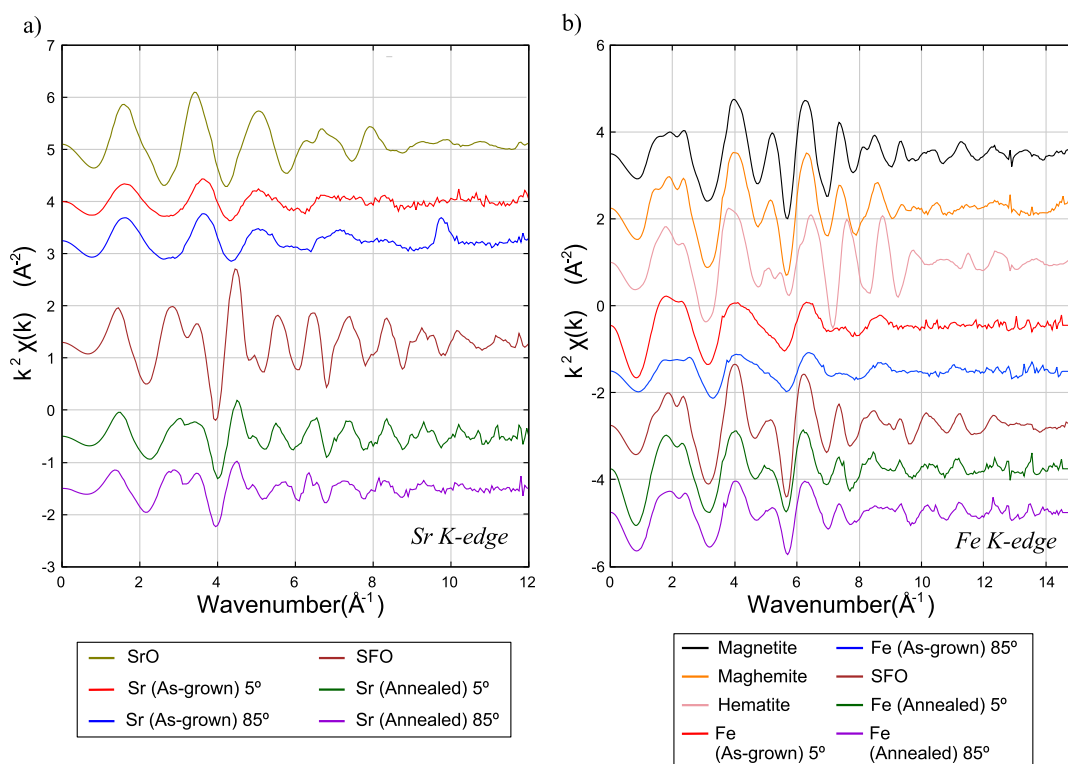 a)
7
6
5
4
3
2
1
0
-1
-2
-3
k² χ(k) (A⁻²)
0 2 4 6 8 10 12
Wavenumber(Å⁻¹)
Sr K-edge
SrO
Sr (As-grown) 5º
Sr (As-grown) 85º
SFO
Sr (Annealed) 5º
Sr (Annealed) 85º
b)
6
4
2
0
-2
-4
-6
k² χ(k) (A⁻²)
0 2 4 6 8 10 12 14
Wavenumber(Å⁻¹)
Fe K-edge
Magnetite
Maghemite
Hematite
Fe
(As-grown) 5º
Fe (As-grown) 85º
SFO
Fe (Annealed) 5º
Fe
(Annealed) 85º